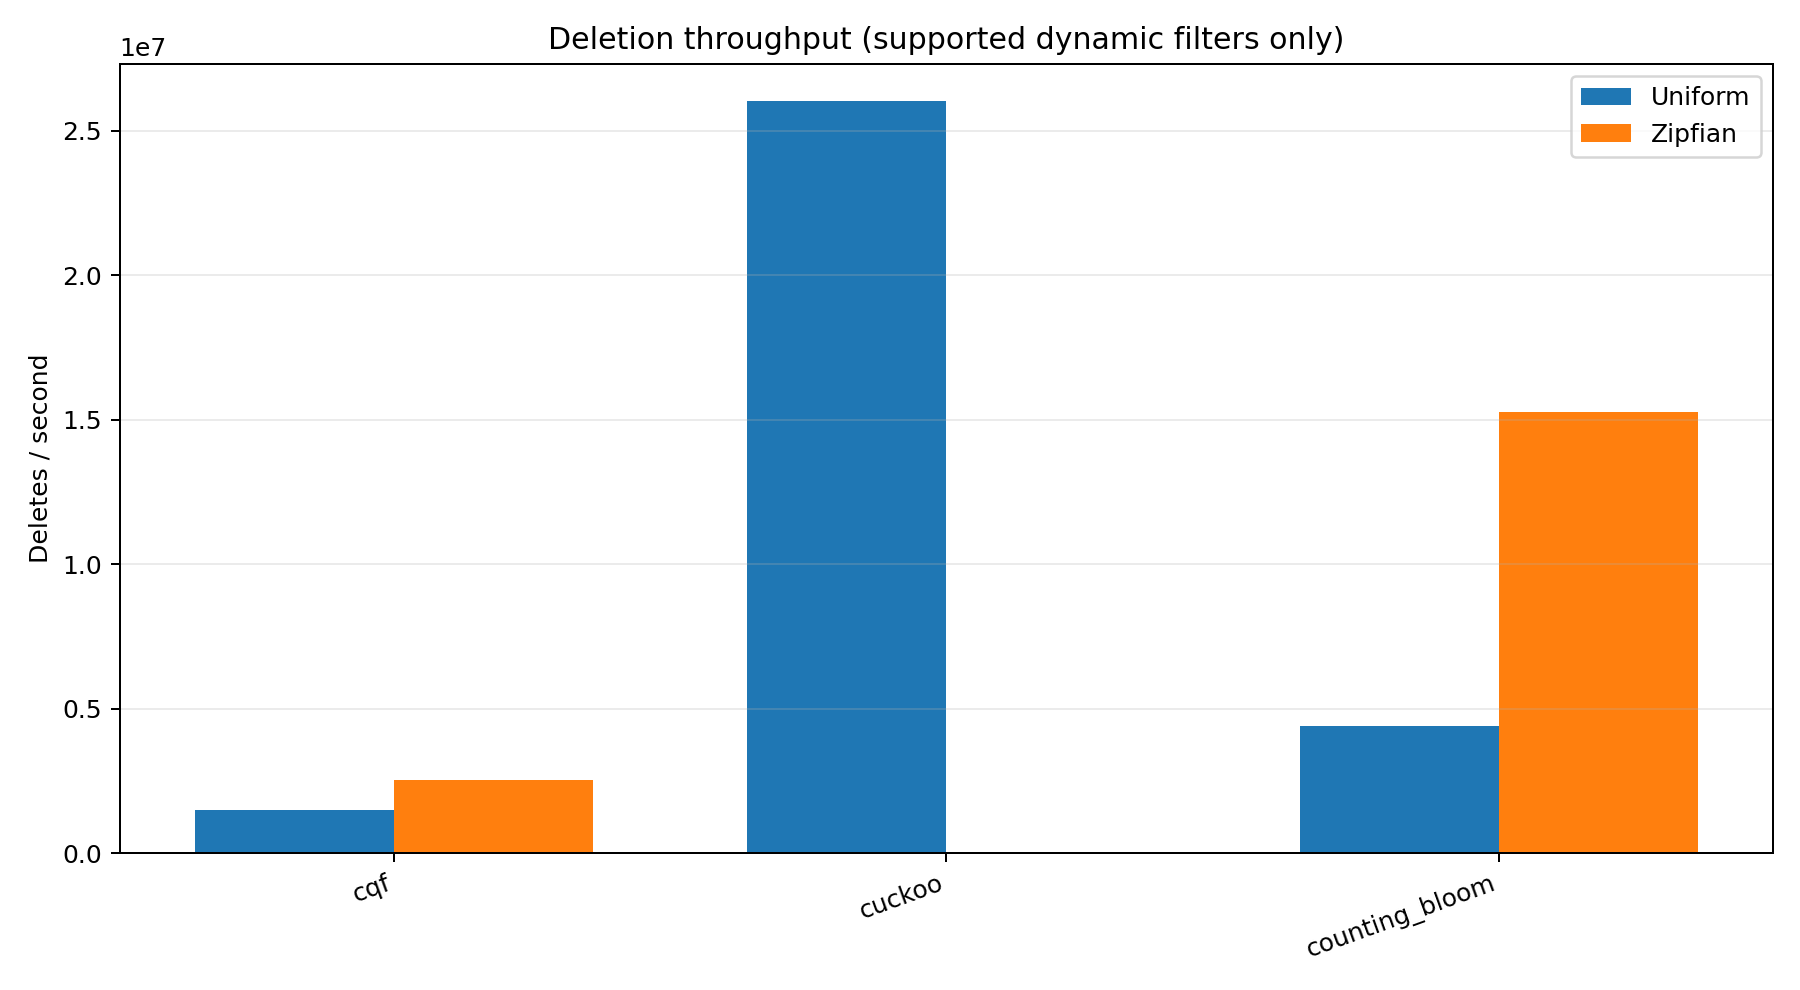 Deletion throughput (supported dynamic filters only)
1e7
Uniform
Zipfian
2.5
2.0
1.5
1.0
0.5
0.0
Deletes / second
cqf
cuckoo
counting_bloom